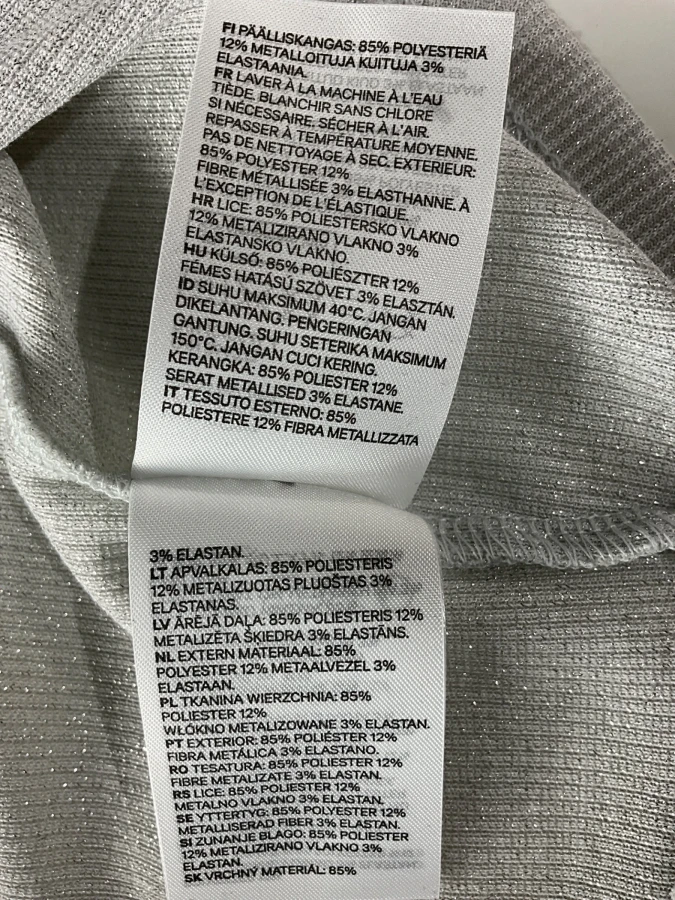 FI PÄÄLLISKANGAS: 85% POLYESTERIÄ
12% METALLOITUJA KUITUJA 3%
ELASTAANIA.
FR LAVER À LA MACHINE À L'EAU
TIÈDE. BLANCHIR SANS CHLORE
SI NÉCESSAIRE. SÉCHER À L'AIR.
REPASSER À TEMPÉRATURE MOYENNE.
PAS DE NETTOYAGE À SEC. EXTERIEUR:
85% POLYESTER 12%
FIBRE MÉTALLISÉE 3% ELASTHANNE. À
L'EXCEPTION DE L'ÉLASTIQUE.
HR LICE: 85% POLIESTERSKO VLAKNO
12% METALIZIRANO VLAKNO 3%
ELASTANSKO VLAKNO.
HU KÜLSŐ: 85% POLIÉSZTER 12%
FÉMES HATÁSÚ SZÖVET 3% ELASZTÁN.
ID SUHU MAKSIMUM 40°C. JANGAN
DIKELANTANG. PENGERINGAN
GANTUNG. SUHU SETERIKA MAKSIMUM
150°C. JANGAN CUCI KERING.
KERANGKA: 85% POLIESTER 12%
SERAT METALLISED 3% ELASTANE.
IT TESSUTO ESTERNO: 85%
POLIESTERE 12% FIBRA METALLIZZATA
3% ELASTAN.
LT APVALKALAS: 85% POLIESTERIS
12% METALIZUOTAS PLUOŠTAS 3%
ELASTANAS.
LV ĀRĒJĀ DAĻA: 85% POLIESTERIS 12%
METALIZĒTA ŠĶIEDRA 3% ELASTĀNS.
NL EXTERN MATERIAAL: 85%
POLYESTER 12% METAALVEZEL 3%
ELASTAAN.
PL TKANINA WIERZCHNIA: 85%
POLIESTER 12%
WŁÓKNO METALIZOWANE 3% ELASTAN.
PT EXTERIOR: 85% POLIÉSTER 12%
FIBRA METÁLICA 3% ELASTANO.
RO TESATURA: 85% POLIESTER 12%
FIBRE METALIZATE 3% ELASTAN.
RS LICE: 85% POLIESTER 12%
METALNO VLAKNO 3% ELASTAN.
SE YTTERTYG: 85% POLYESTER 12%
METALLISERAD FIBER 3% ELASTAN.
SI ZUNANJE BLAGO: 85% POLIESTER
12% METALIZIRANO VLAKNO 3%
ELASTAN.
SK VRCHNÝ MATERIÁL: 85%